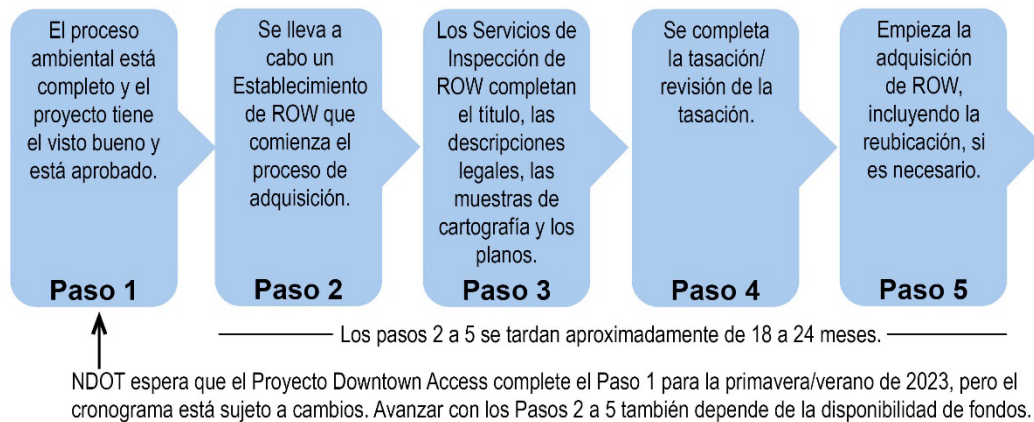 El proceso
ambiental está
completo y el
proyecto tiene
el visto bueno y
está aprobado.
Paso 1
Se lleva a
cabo un
Establecimiento
de ROW que
comienza el
proceso de
adquisición.
Paso 2
Los Servicios de
Inspección de
ROW completan
el título, las
descripciones
legales, las
muestras de
cartografía y los
planos.
Paso 3
Se completa
la tasación/
revisión de la
tasación.
Paso 4
Empieza la
adquisición
de ROW,
incluyendo la
reubicación, si
es necesario.
Paso 5
Los pasos 2 a 5 se tardan aproximadamente de 18 a 24 meses.
NDOT espera que el Proyecto Downtown Access complete el Paso 1 para la primavera/verano de 2023, pero el
cronograma está sujeto a cambios. Avanzar con los Pasos 2 a 5 también depende de la disponibilidad de fondos.